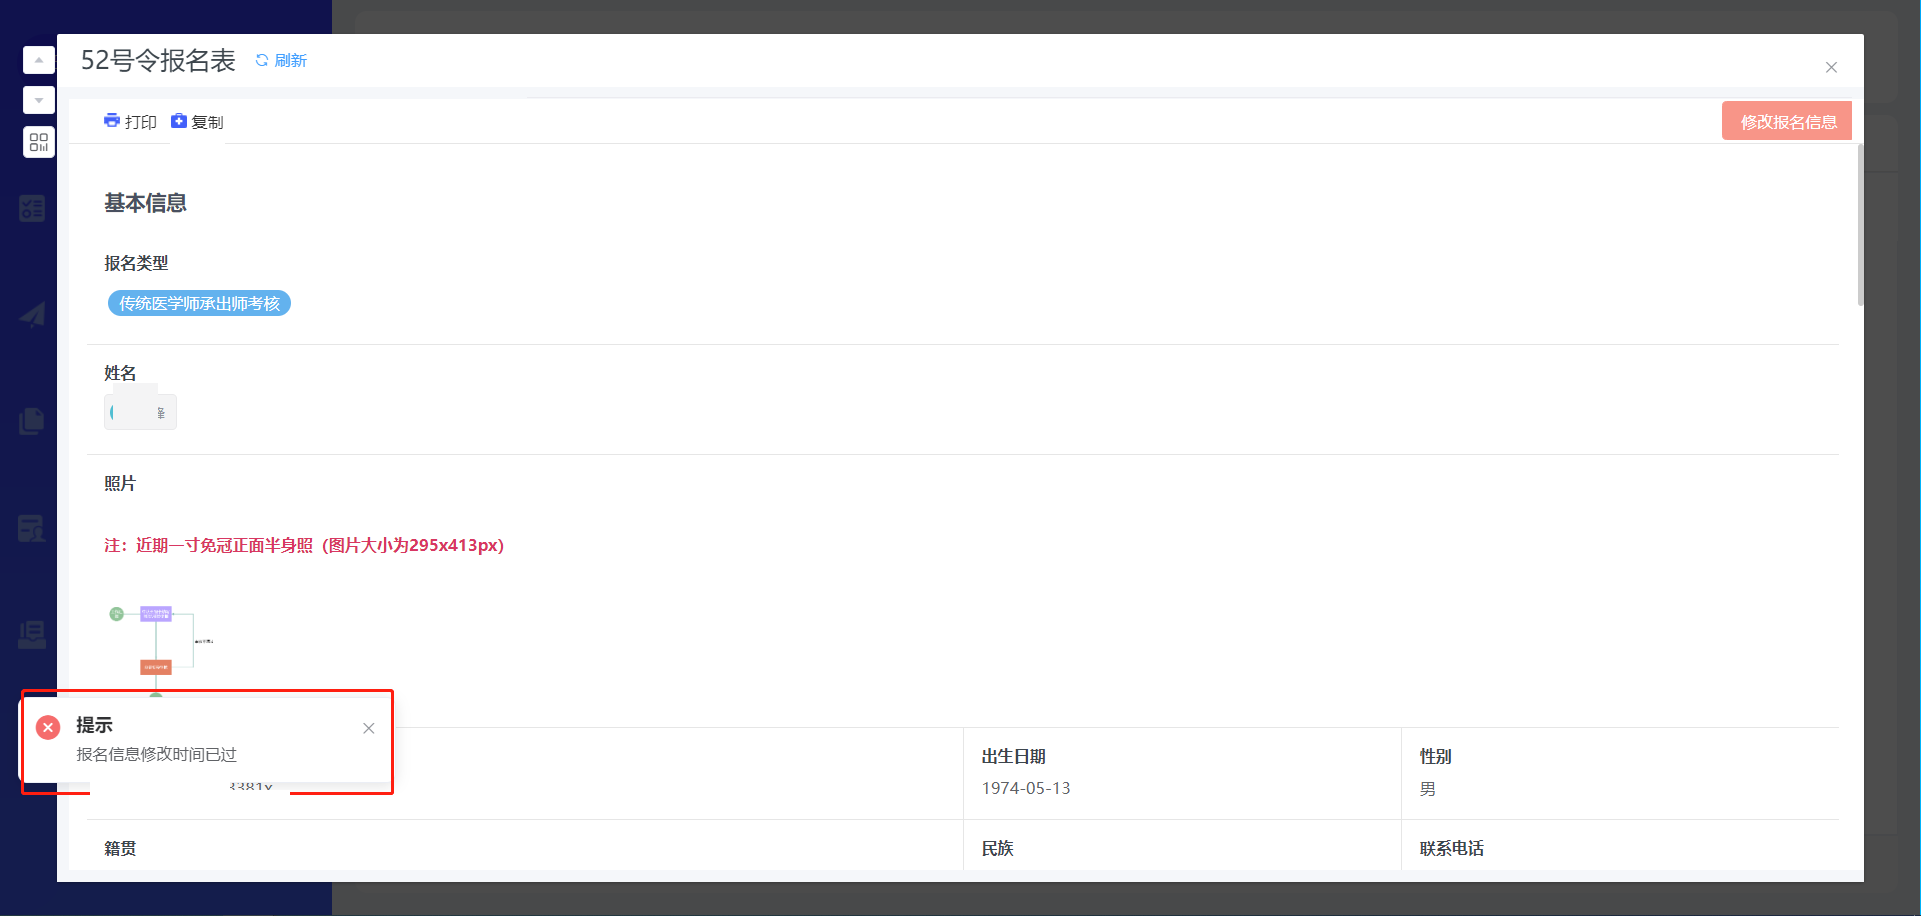 52号令报名表 刷新
打印 复制 修改报名信息
基本信息
报名类型
传统医学师承出师考核
姓名
照片
注：近期一寸免冠正面半身照（图片大小为295x413px）
提示
报名信息修改时间已过
出生日期 性别
1974-05-13 男
籍贯 民族 联系电话